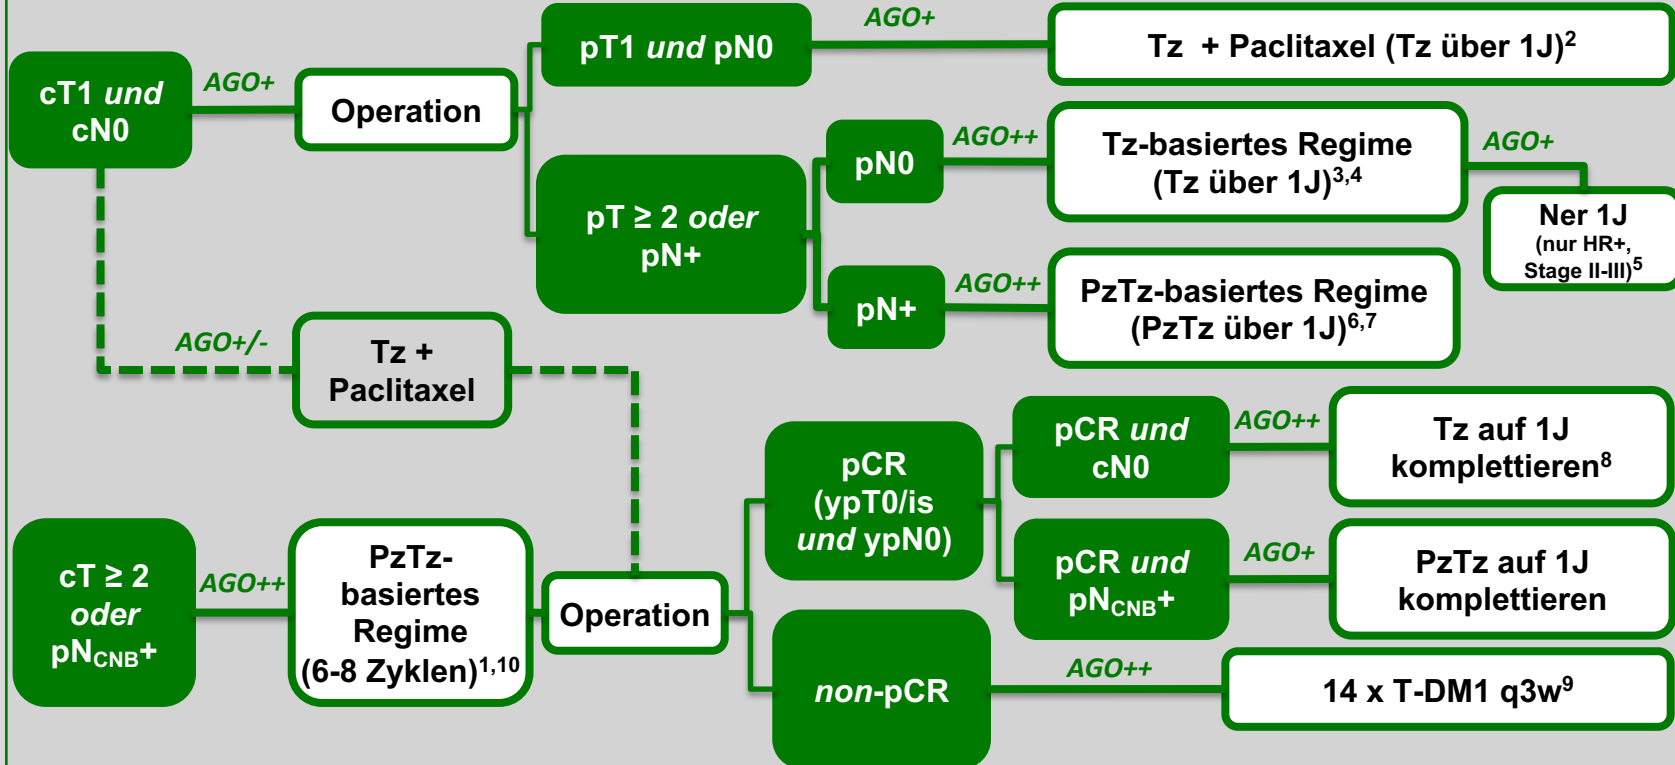 cT1 und
cN0
AGO+
Operation
pT1 und pN0
AGO+
Tz + Paclitaxel (Tz über 1J)2
pT ≥ 2 oder
pN+
pN0
AGO++
Tz-basiertes Regime
(Tz über 1J)3,4
AGO+
Ner 1J
(nur HR+,
Stage II-III)5
pN+
AGO++
PzTz-basiertes Regime
(PzTz über 1J)6,7
AGO+/-
Tz +
Paclitaxel
cT ≥ 2
oder
pNCNB+
AGO++
PzTz-
basiertes
Regime
(6-8 Zyklen)1,10
Operation
pCR
(ypT0/is
und ypN0)
pCR und
cN0
AGO++
Tz auf 1J
komplettieren8
pCR und
pNCNB+
AGO+
PzTz auf 1J
komplettieren
non-pCR
AGO++
14 x T-DM1 q3w9